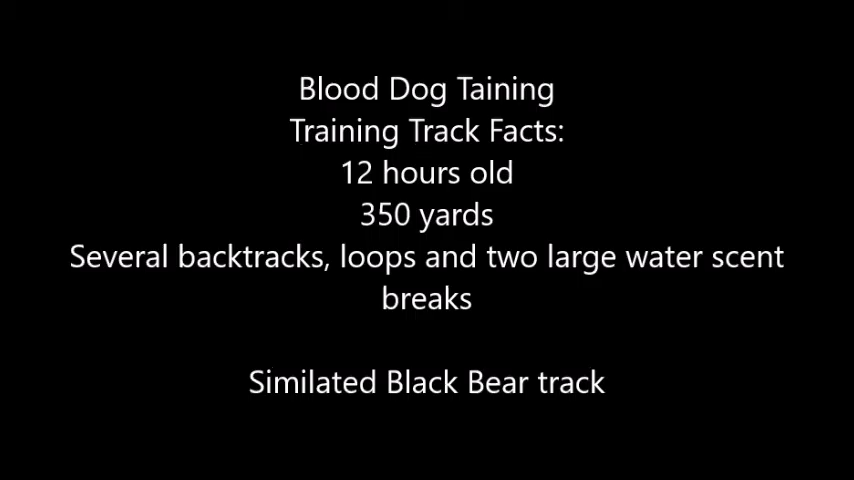 Blood Dog Taining
Training Track Facts:
12 hours old
350 yards
Several backtracks, loops and two large water scent
breaks
Similated Black Bear track